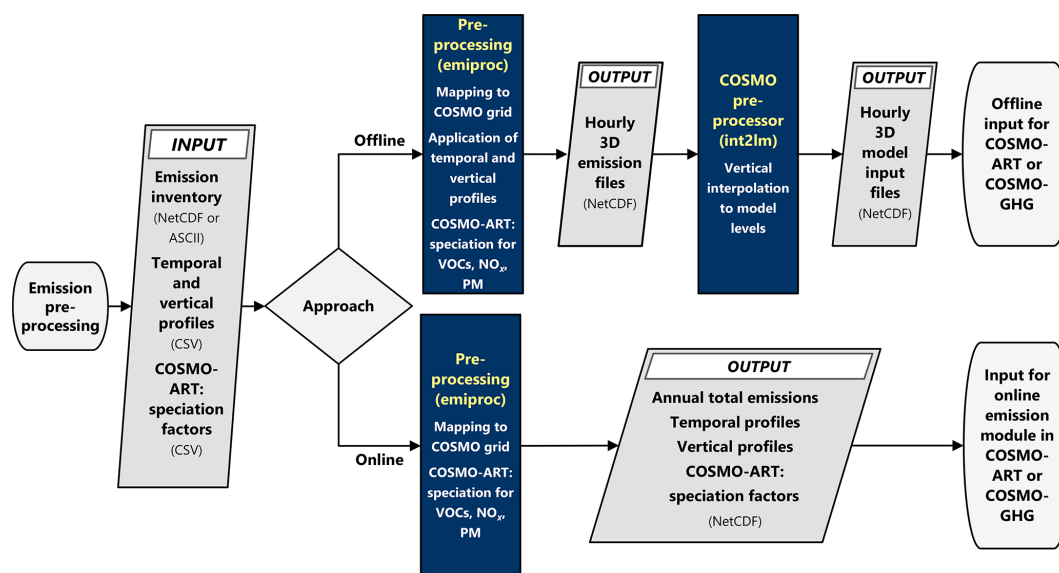 Emission
pre-
processing
INPUT
Emission
inventory
(NetCDF or
ASCII)
Temporal
and
vertical
profiles
(CSV)
COSMO-
ART:
speciation
factors
(CSV)
Approach
Offline
Pre-
processing
(emiproc)
Mapping to
COSMO grid
Application of
temporal and
vertical
profiles
COSMO-ART:
speciation for
VOCs, NOx,
PM
OUTPUT
Hourly
3D
emission
files
(NetCDF)
COSMO
pre-
processor
(int2lm)
Vertical
interpolation
to model
levels
OUTPUT
Hourly
3D
model
input
files
(NetCDF)
Offline
input for
COSMO-
ART or
COSMO-
GHG
Online
Pre-
processing
(emiproc)
Mapping to
COSMO grid
COSMO-ART:
speciation for
VOCs, NOx,
PM
OUTPUT
Annual total emissions
Temporal profiles
Vertical profiles
COSMO-ART:
speciation factors
(NetCDF)
Input for
online
emission
module in
COSMO-
ART or
COSMO-
GHG